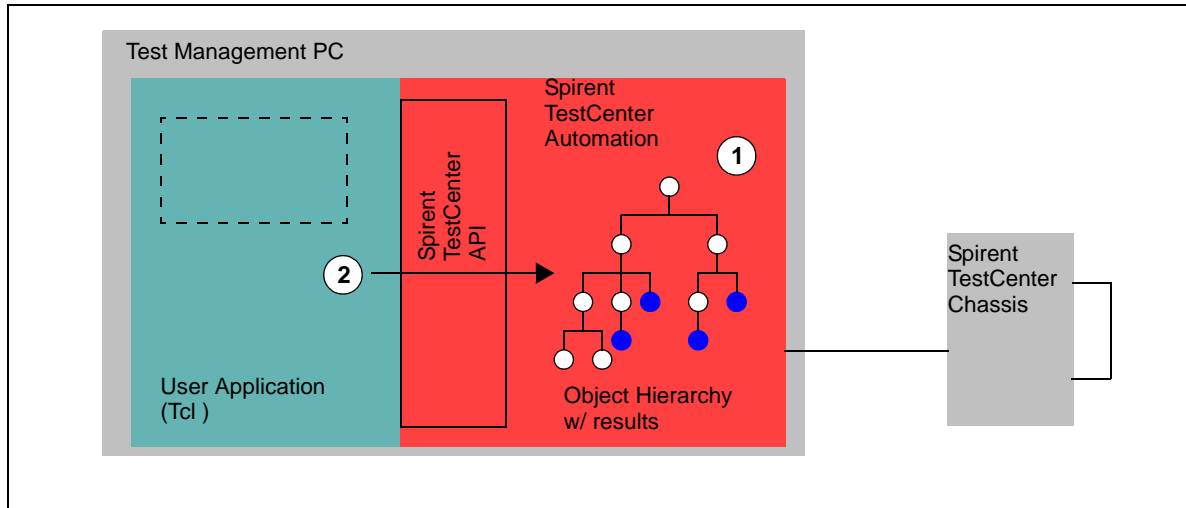 Test Management PC
Spirent
TestCenter
Automation
1
Spirent
TestCenter
API
2
Spirent
TestCenter
Chassis
User Application
(Tcl )
Object Hierarchy
w/ results